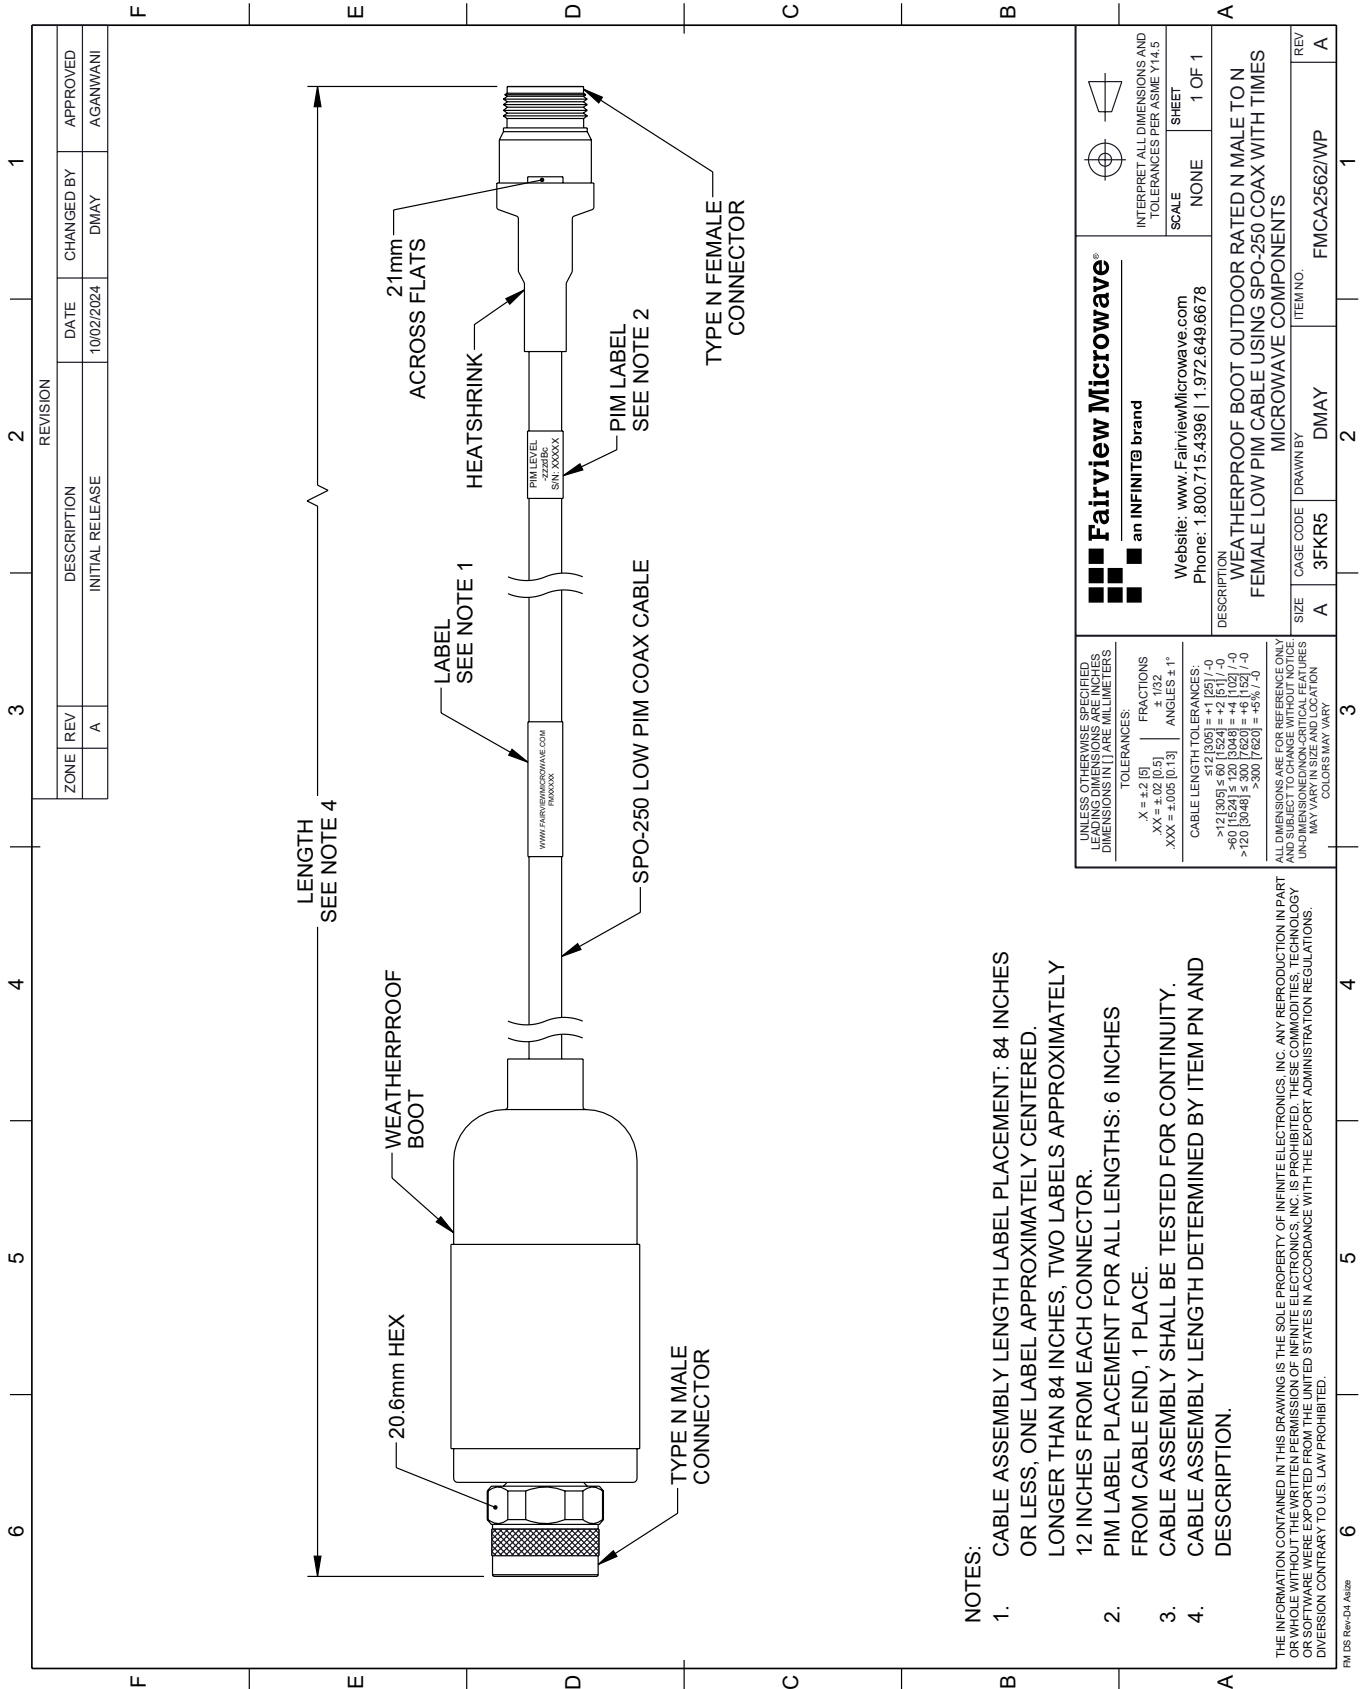 6
5
4
3
2
1
F
E
D
C
B
A
F
E
D
C
B
A
6
5
4
3
2
1
REVISION
ZONE REV DESCRIPTION DATE CHANGED BY APPROVED
A INITIAL RELEASE 10/02/2024 DMAY AGANWANI
LENGTH
SEE NOTE 4
20.6mm HEX
WEATHERPROOF
BOOT
LABEL
SEE NOTE 1
HEATSHRINK
21mm
ACROSS FLATS
WWW.FAIRVIEWMICROWAVE.COM
FMXXXXX
PIM LEVEL
-zzzdBc
S/N: XXXXX
TYPE N MALE
CONNECTOR
SPO-250 LOW PIM COAX CABLE
PIM LABEL
SEE NOTE 2
TYPE N FEMALE
CONNECTOR
NOTES:
1. CABLE ASSEMBLY LENGTH LABEL PLACEMENT: 84 INCHES
OR LESS, ONE LABEL APPROXIMATELY CENTERED.
LONGER THAN 84 INCHES, TWO LABELS APPROXIMATELY
12 INCHES FROM EACH CONNECTOR.
2. PIM LABEL PLACEMENT FOR ALL LENGTHS: 6 INCHES
FROM CABLE END, 1 PLACE.
3. CABLE ASSEMBLY SHALL BE TESTED FOR CONTINUITY.
4. CABLE ASSEMBLY LENGTH DETERMINED BY ITEM PN AND
DESCRIPTION.
THE INFORMATION CONTAINED IN THIS DRAWING IS THE SOLE PROPERTY OF INFINITE ELECTRONICS, INC. ANY REPRODUCTION IN PART
OR WHOLE WITHOUT THE WRITTEN PERMISSION OF INFINITE ELECTRONICS, INC. IS PROHIBITED. THESE COMMODITIES, TECHNOLOGY
OR SOFTWARE WERE EXPORTED FROM THE UNITED STATES IN ACCORDANCE WITH THE EXPORT ADMINISTRATION REGULATIONS.
DIVERSION CONTRARY TO U.S. LAW PROHIBITED.
UNLESS OTHERWISE SPECIFIED
LEADING DIMENSIONS ARE INCHES
DIMENSIONS IN [ ] ARE MILLIMETERS
TOLERANCES:
.X = ±.2 [5] FRACTIONS
.XX = ±.02 [0.5] ± 1/32
.XXX = ±.005 [0.13] ANGLES ± 1°
CABLE LENGTH TOLERANCES:
≤12 [305] = +1 [25] / -0
>12 [305] ≤ 60 [1524] = +2 [51] / -0
>60 [1524] ≤ 120 [3048] = +4 [102] / -0
>120 [3048] ≤ 300 [7620] = +6 [152] / -0
>300 [7620] = +5% / -0
ALL DIMENSIONS ARE FOR REFERENCE ONLY
AND SUBJECT TO CHANGE WITHOUT NOTICE.
UN-DIMENSIONED/NON-CRITICAL FEATURES
MAY VARY IN SIZE AND LOCATION
COLORS MAY VARY
Fairview Microwave®
an INFINIT@ brand
Website: www.FairviewMicrowave.com
Phone: 1.800.715.4396 | 1.972.649.6678
INTERPRET ALL DIMENSIONS AND
TOLERANCES PER ASME Y14.5
SCALE NONE
SHEET 1 OF 1
DESCRIPTION
WEATHERPROOF BOOT OUTDOOR RATED N MALE TO N
FEMALE LOW PIM CABLE USING SPO-250 COAX WITH TIMES
MICROWAVE COMPONENTS
SIZE A
CAGE CODE 3FKR5
DRAWN BY DMAY
ITEM NO. FMCA2562/WP
REV A
FM DS Rev-D4 Asize